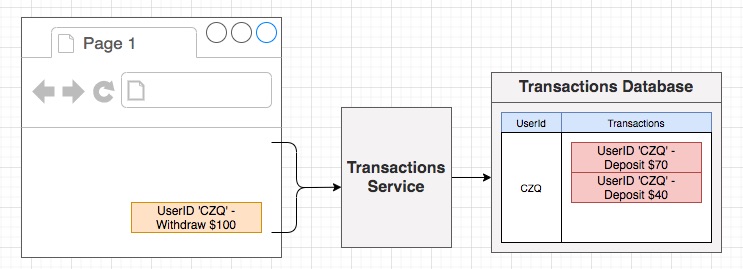 Page 1
UserID 'CZQ' -
Withdraw $100
Transactions
Service
Transactions Database
UserId
Transactions
CZQ
UserID 'CZQ' -
Deposit $70
UserID 'CZQ' -
Deposit $40